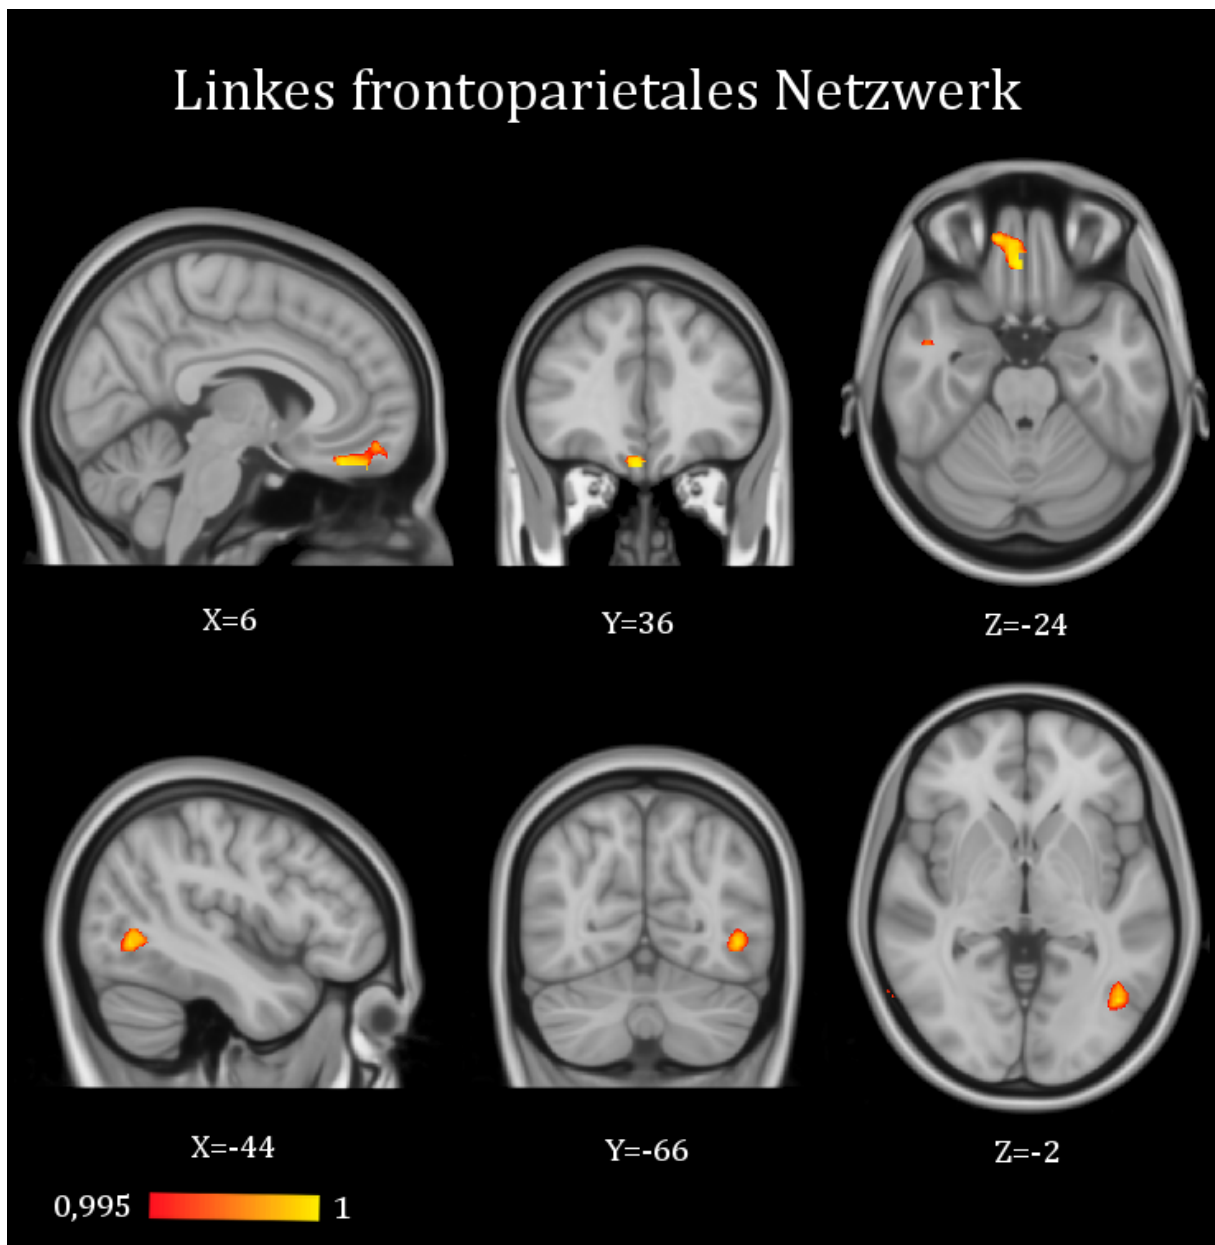 Linkes frontoparietales Netzwerk
X=6
Y=36
Z=-24
X=-44
Y=-66
Z=-2
0,995
1